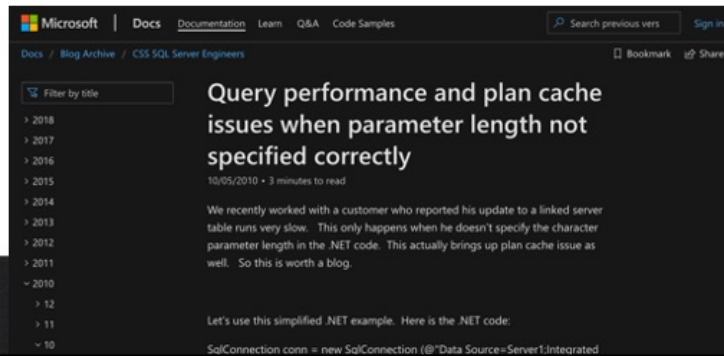 Microsoft Docs Documentation Learn Q&A Code Samples Search previous vers Sign in
Docs / Blog Archive / CSS SQL Server Engineers Bookmark Share
Filter by title
Query performance and plan cache
issues when parameter length not
specified correctly
10/05/2010 • 3 minutes to read
> 2018
> 2017
> 2016
> 2015
> 2014
> 2013
> 2012
> 2011
2010
> 12
> 11
10
We recently worked with a customer who reported his update to a linked server
table runs very slow. This only happens when he doesn't specify the character
parameter length in the .NET code. This actually brings up plan cache issue as
well. So this is worth a blog.
Let's use this simplified .NET example. Here is the .NET code:
SqlConnection conn = new SqlConnection (@"Data Source=Server1;Integrated